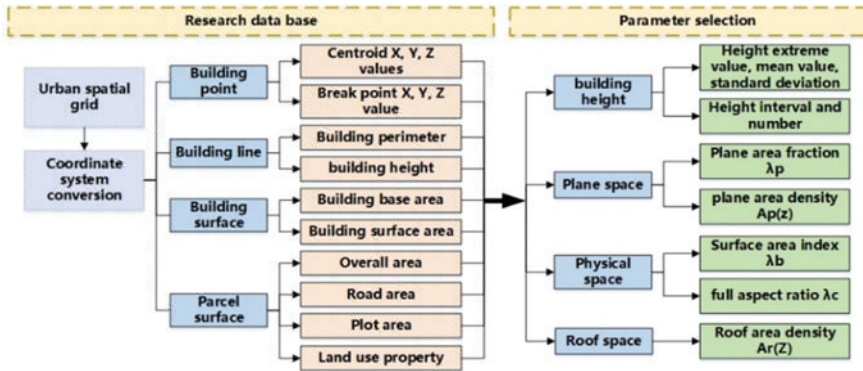 Research data base
Parameter selection
Urban spatial
grid
Coordinate
system
conversion
Building
point
Building line
Building
surface
Parcel
surface
Centroid X, Y, Z
values
Break point X, Y, Z
value
Building perimeter
building height
Building base area
Building surface area
Overall area
Road area
Plot area
Land use property
building
height
Plane space
Physical
space
Roof space
Height extreme
value, mean value,
standard deviation
Height interval and
number
Plane area fraction
λp
plane area density
Ap(z)
Surface area index
λb
full aspect ratio λc
Roof area density
Ar(Z)